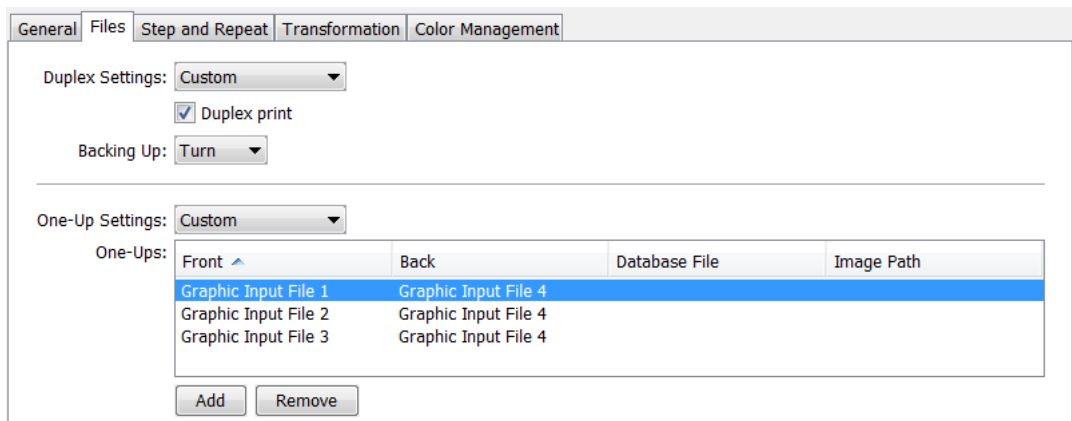 General Files Step and Repeat Transformation Color Management
Duplex Settings: Custom
Duplex print
Backing Up: Turn
One-Up Settings: Custom
One-Ups: Front Back Database File Image Path
Graphic Input File 1 Graphic Input File 4
Graphic Input File 2 Graphic Input File 4
Graphic Input File 3 Graphic Input File 4
Add Remove